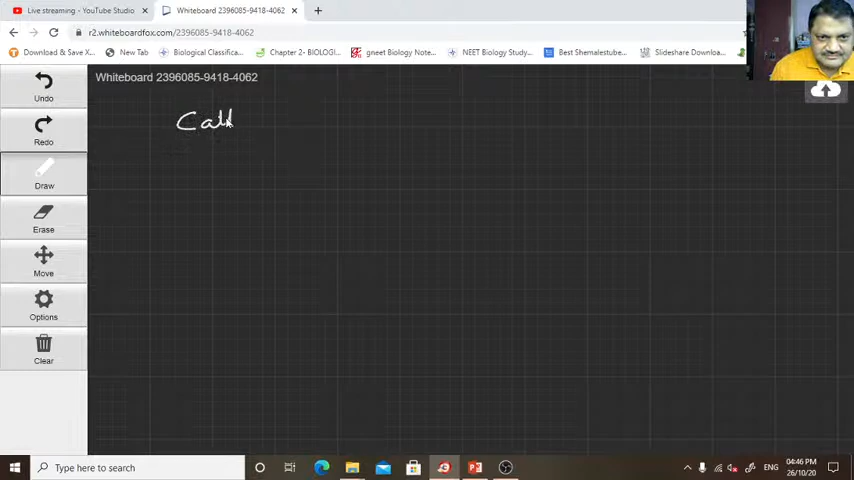 Live streaming - YouTube Studio
Whiteboard 2396085-9418-4062
r2.whiteboardfox.com/2396085-9418-4062
Download & Save X...
New Tab
Biological Classifica...
Chapter 2- BIOLOGI...
gneet Biology Note...
NEET Biology Study...
Best Shemalestube...
Slideshare Downloa...
Whiteboard 2396085-9418-4062
Undo
Redo
Draw
Erase
Move
Options
Clear
Type here to search
ENG
04:46 PM
26/10/20